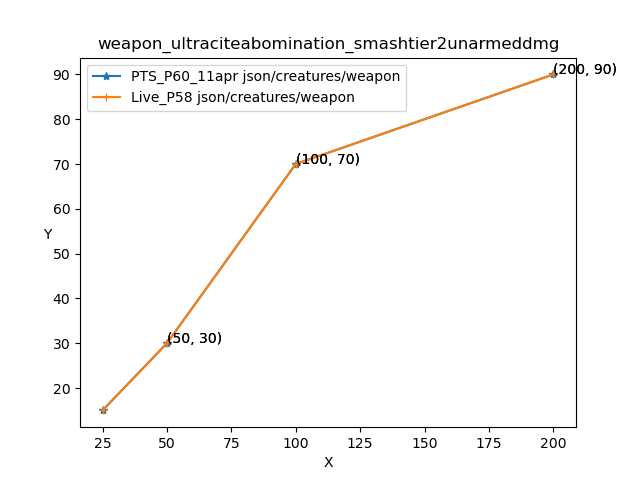 weapon_ultraciteabomination_smashtier2unarmeddmg
PTS_P60_11apr json/creatures/weapon
Live_P58 json/creatures/weapon
(200, 90)
(100, 70)
(50, 30)
90
80
70
60
50
40
30
20
Y
25 50 75 100 125 150 175 200
X